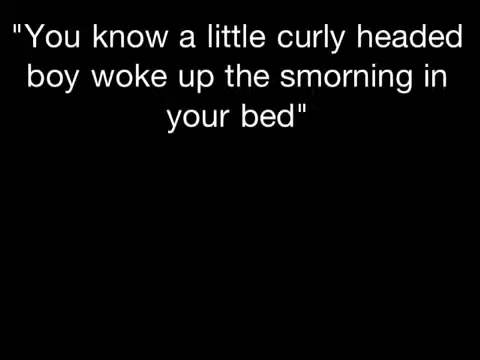 "You know a little curly headed
boy woke up the smorning in
your bed"